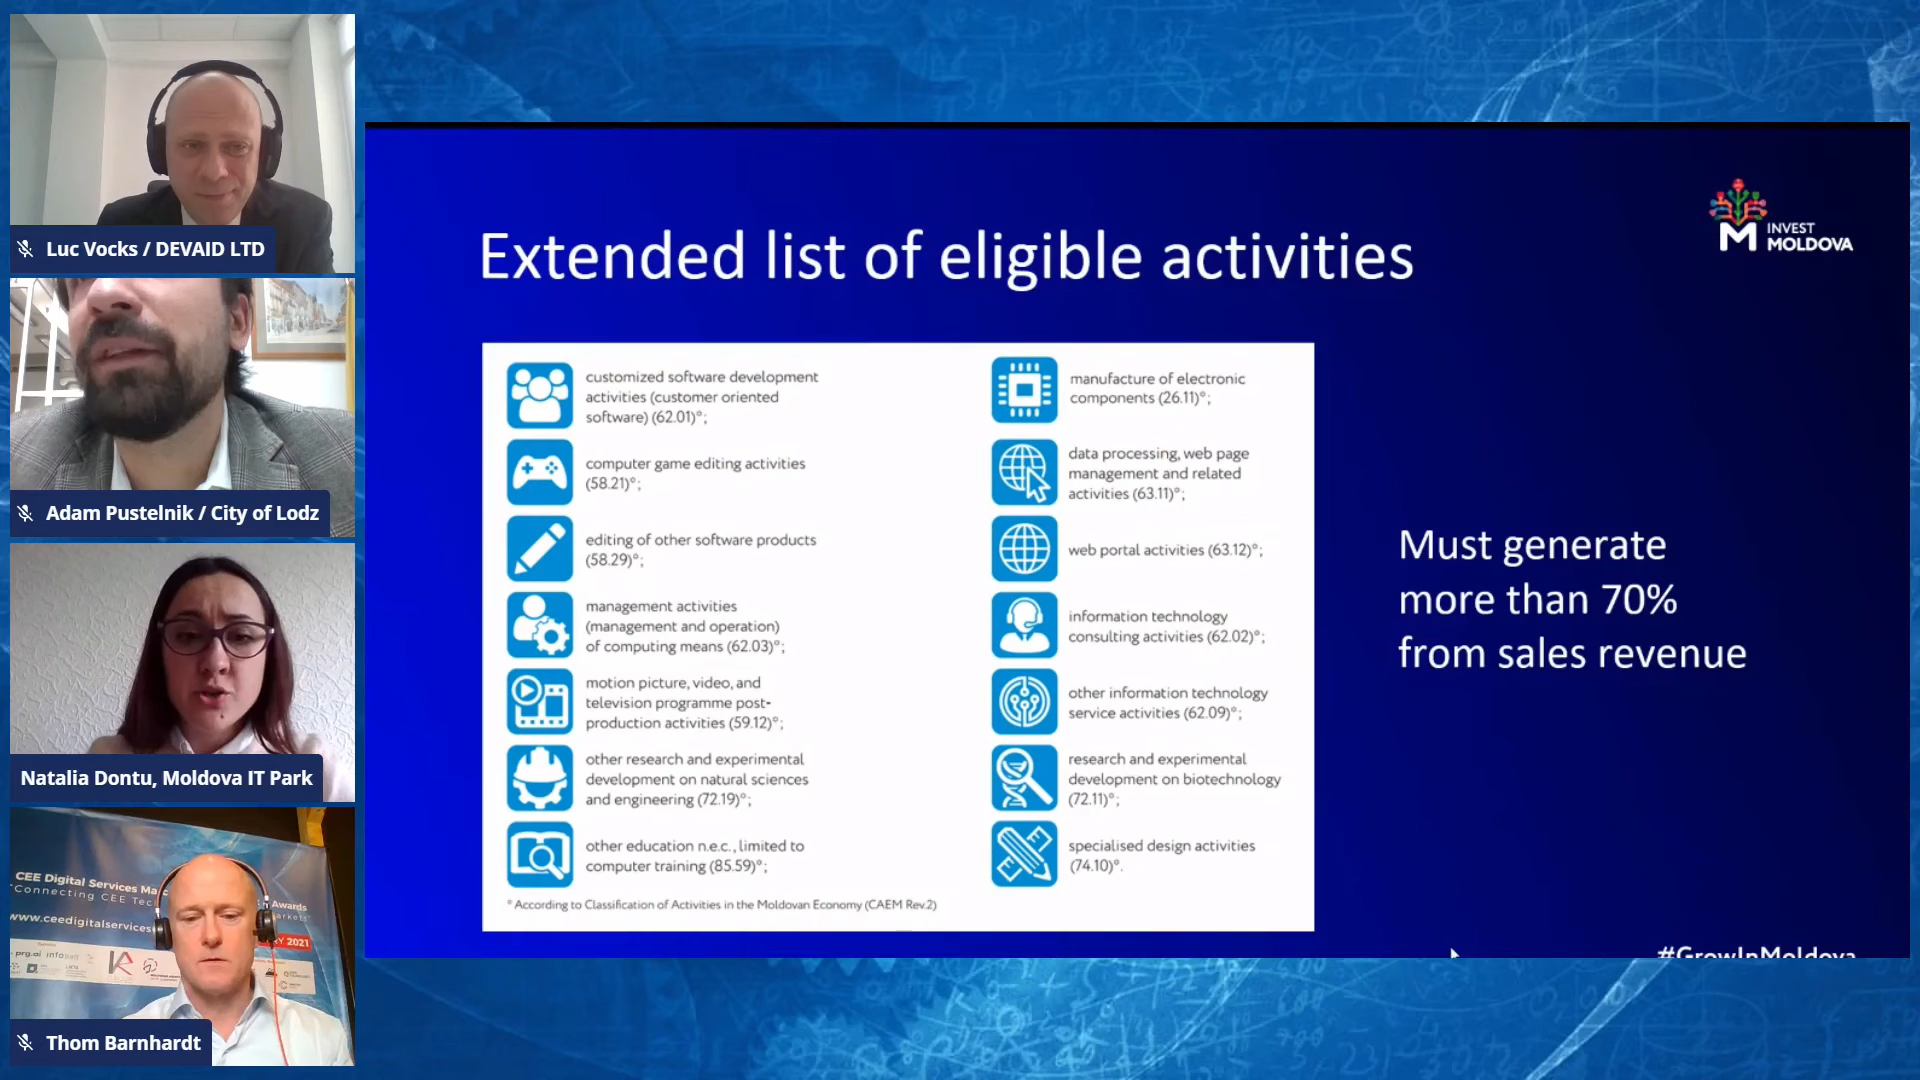 Luc Vocks / DEVAID LTD
Adam Pustelnik / City of Lodz
Natalia Dontu, Moldova IT Park
CEE Digital Services
Awards
"Connecting CEE
www.ceedigitalservices
2021
prg.ai
Thom Barnhardt
INVEST
MOLDOVA
Extended list of eligible activities
customized software development
activities (customer oriented
software) (62.01)°;
computer game editing activities
(58.21)°;
editing of other software products
(58.29)°;
management activities
(management and operation)
of computing means (62.03)°;
motion picture, video, and
television programme post-
production activities (59.12)°;
other research and experimental
development on natural sciences
and engineering (72.19)°;
other education n.e.c., limited to
computer training (85.59)°;
manufacture of electronic
components (26.11)°;
data processing, web page
management and related
activities (63.11)°;
web portal activities (63.12)°;
information technology
consulting activities (62.02)°;
other information technology
service activities (62.09)°;
research and experimental
development on biotechnology
(72.11)°;
specialised design activities
(74.10)°.
° According to Classification of Activities in the Moldovan Economy (CAEM Rev.2)
Must generate
more than 70%
from sales revenue
#GrowInMoldova